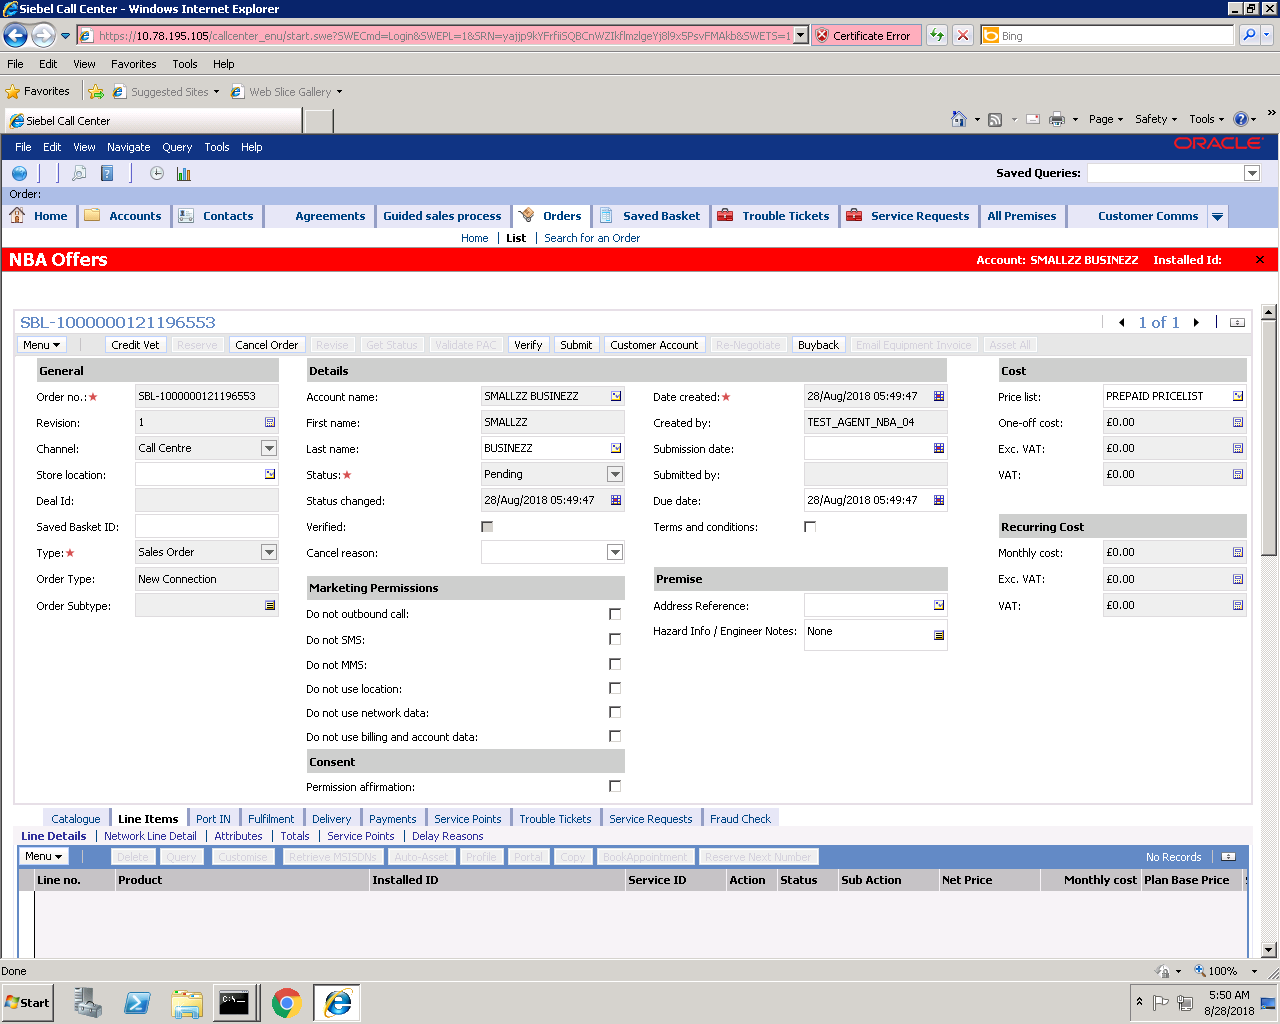 Siebel Call Center - Windows Internet Explorer
https://10.78.195.105/callcenter_enu/start.swe?SWECmd=Login&SWEPL=1&SRN= Certificate Error Bing
File Edit View Favorites Tools Help
Favorites Suggested Sites Web Slice Gallery
Siebel Call Center Page Safety Tools »
File Edit View Navigate Query Tools Help ORACLE
Saved Queries:
Order:
Home Accounts Contacts Agreements Guided sales process Orders Saved Basket Trouble Tickets Service Requests All Premises Customer Comms
Home List Search for an Order
NBA Offers Account: SMALLZZ BUSINEZZ Installed Id:
SBL-1000000121196553 1 of 1
Menu Credit Vet Reserve Cancel Order Revise Get Status Validate PAC Verify Submit Customer Account Re-Negotiate Buyback Email Equipment Invoice Asset All
General Details Cost
Order no.: SBL-1000000121196553 Account name: SMALLZZ BUSINEZZ Date created: 28/Aug/2018 05:49:47 Price list: PREPAID PRICELIST
Revision: 1 First name: SMALLZZ Created by: TEST_AGENT_NBA_04 One-off cost: £0.00
Channel: Call Centre Last name: BUSINEZZ Submission date: Exc. VAT: £0.00
Store location: Status: Pending Submitted by: VAT: £0.00
Deal Id: Status changed: 28/Aug/2018 05:49:47 Due date: 28/Aug/2018 05:49:47
Saved Basket ID: Verified: Terms and conditions: Recurring Cost
Type: Sales Order Cancel reason: Monthly cost: £0.00
Order Type: New Connection Marketing Permissions Premise Exc. VAT: £0.00
Order Subtype: Do not outbound call: Address Reference: VAT: £0.00
Do not SMS: Hazard Info / Engineer Notes: None
Do not MMS:
Do not use location:
Do not use network data:
Do not use billing and account data:
Consent
Permission affirmation:
Catalogue Line Items Port IN Fulfilment Delivery Payments Service Points Trouble Tickets Service Requests Fraud Check
Line Details Network Line Detail Attributes Totals Service Points Delay Reasons
Menu Delete Query Customise Retrieve MSISDNs Auto-Asset Profile Portal Copy BookAppointment Reserve Next Number No Records
Line no. Product Installed ID Service ID Action Status Sub Action Net Price Monthly cost Plan Base Price
Done 100%
Start 5:50 AM
8/28/2018